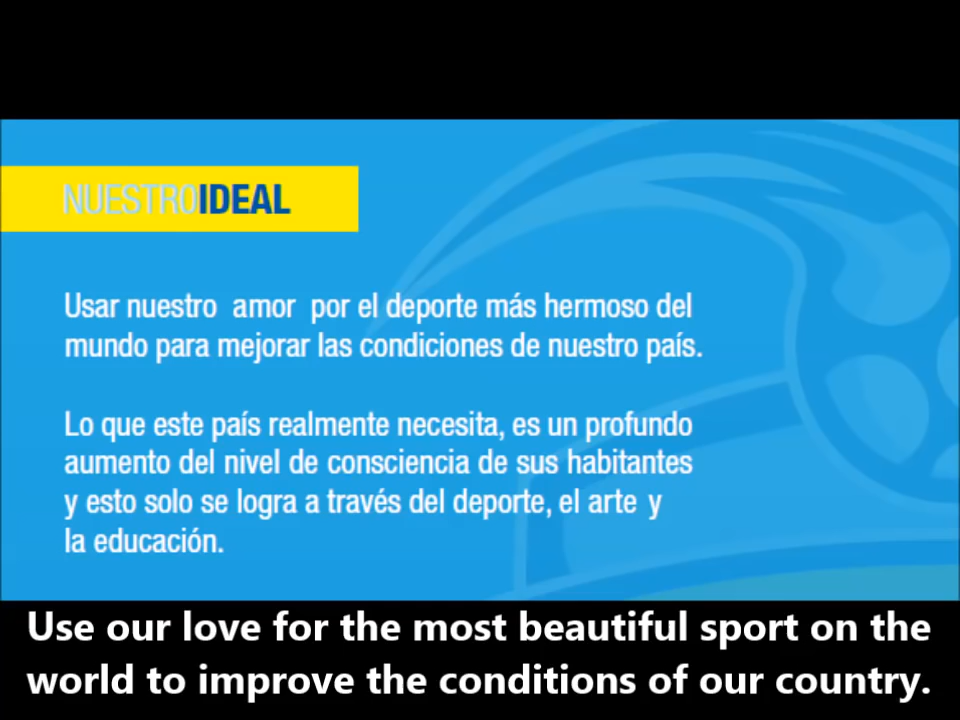 NUESTROIDEAL
Usar nuestro amor por el deporte más hermoso del
mundo para mejorar las condiciones de nuestro país.
Lo que este país realmente necesita, es un profundo
aumento del nivel de consciencia de sus habitantes
y esto solo se logra a través del deporte, el arte y
la educación.
Use our love for the most beautiful sport on the
world to improve the conditions of our country.